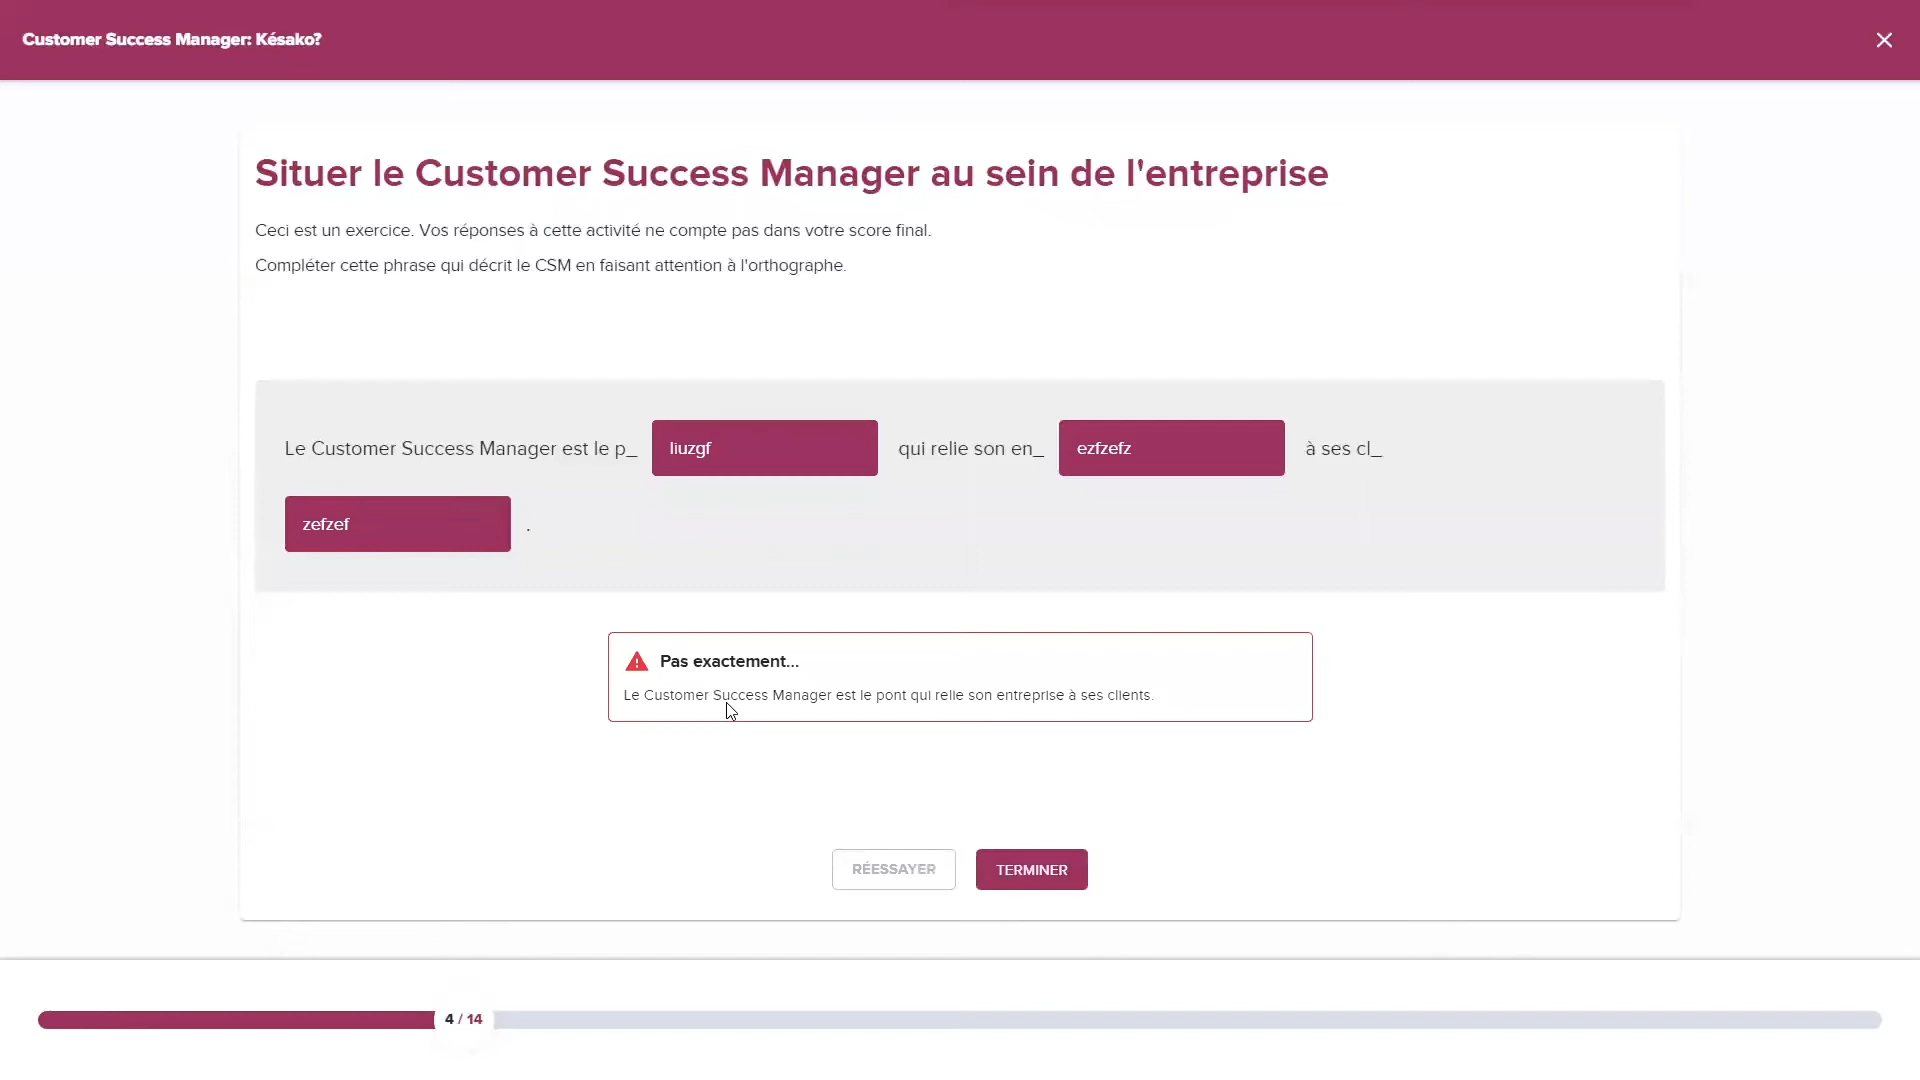 Customer Success Manager: Késako?
Situer le Customer Success Manager au sein de l'entreprise
Ceci est un exercice. Vos réponses à cette activité ne compte pas dans votre score final.
Compléter cette phrase qui décrit le CSM en faisant attention à l'orthographe.
Le Customer Success Manager est le p_ liuzgf qui relie son en_ ezfzefz à ses cl_
zefzef .
Pas exactement...
Le Customer Success Manager est le pont qui relie son entreprise à ses clients.
RÉESSAYER TERMINER
4 / 14